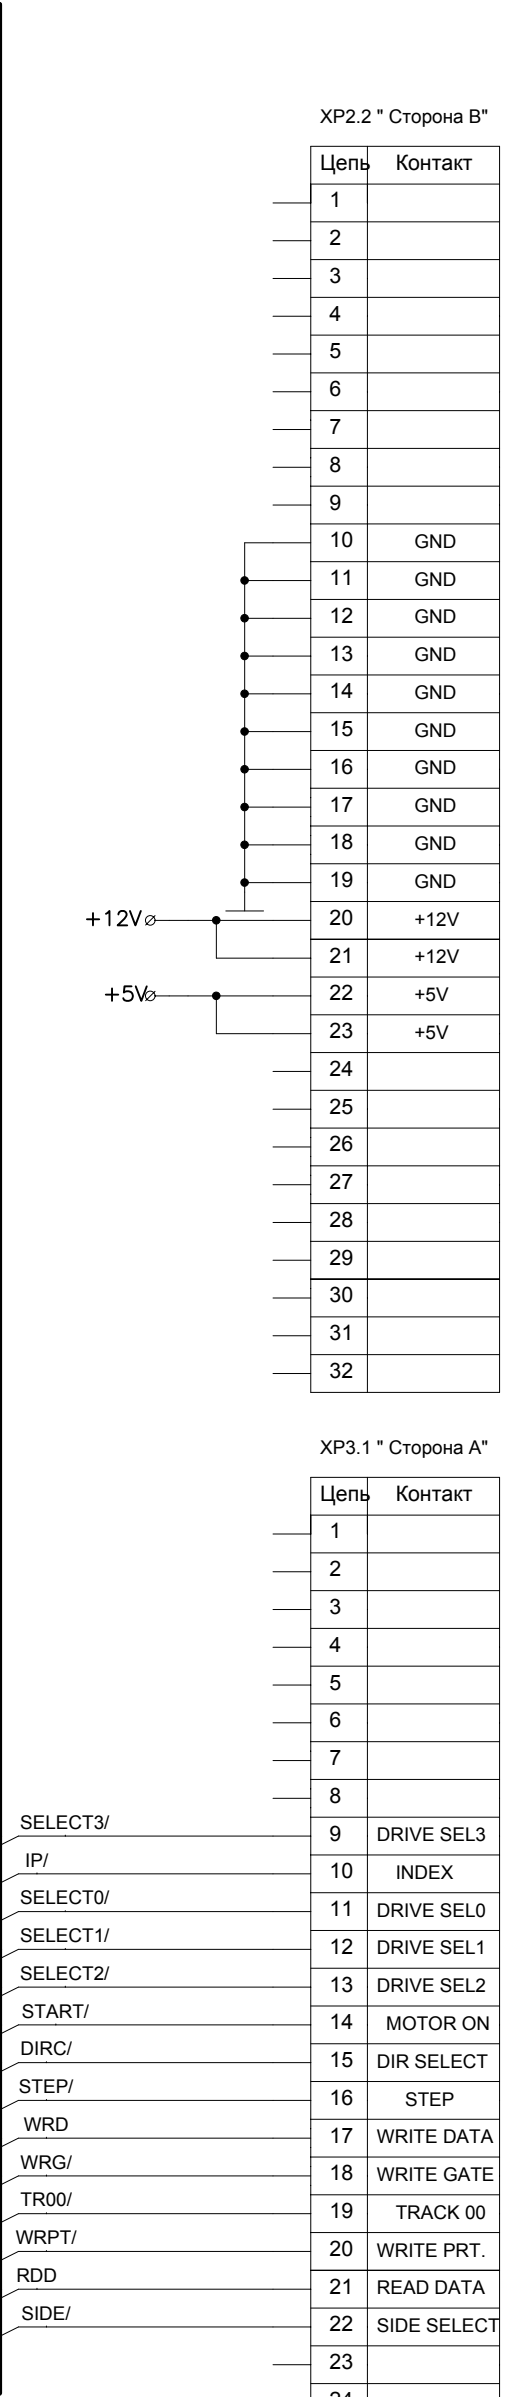 XP2.2 " Сторона В"
Цепь Контакт
1
2
3
4
5
6
7
8
9
10 GND
11 GND
12 GND
13 GND
14 GND
15 GND
16 GND
17 GND
18 GND
19 GND
+12V 20 +12V
21 +12V
+5V 22 +5V
23 +5V
24
25
26
27
28
29
30
31
32
XP3.1 " Сторона А"
Цепь Контакт
1
2
3
4
5
6
7
8
SELECT3/ 9 DRIVE SEL3
IP/ 10 INDEX
SELECT0/ 11 DRIVE SEL0
SELECT1/ 12 DRIVE SEL1
SELECT2/ 13 DRIVE SEL2
START/ 14 MOTOR ON
DIRC/ 15 DIR SELECT
STEP/ 16 STEP
WRD 17 WRITE DATA
WRG/ 18 WRITE GATE
TR00/ 19 TRACK 00
WRPT/ 20 WRITE PRT.
RDD 21 READ DATA
SIDE/ 22 SIDE SELECT
23